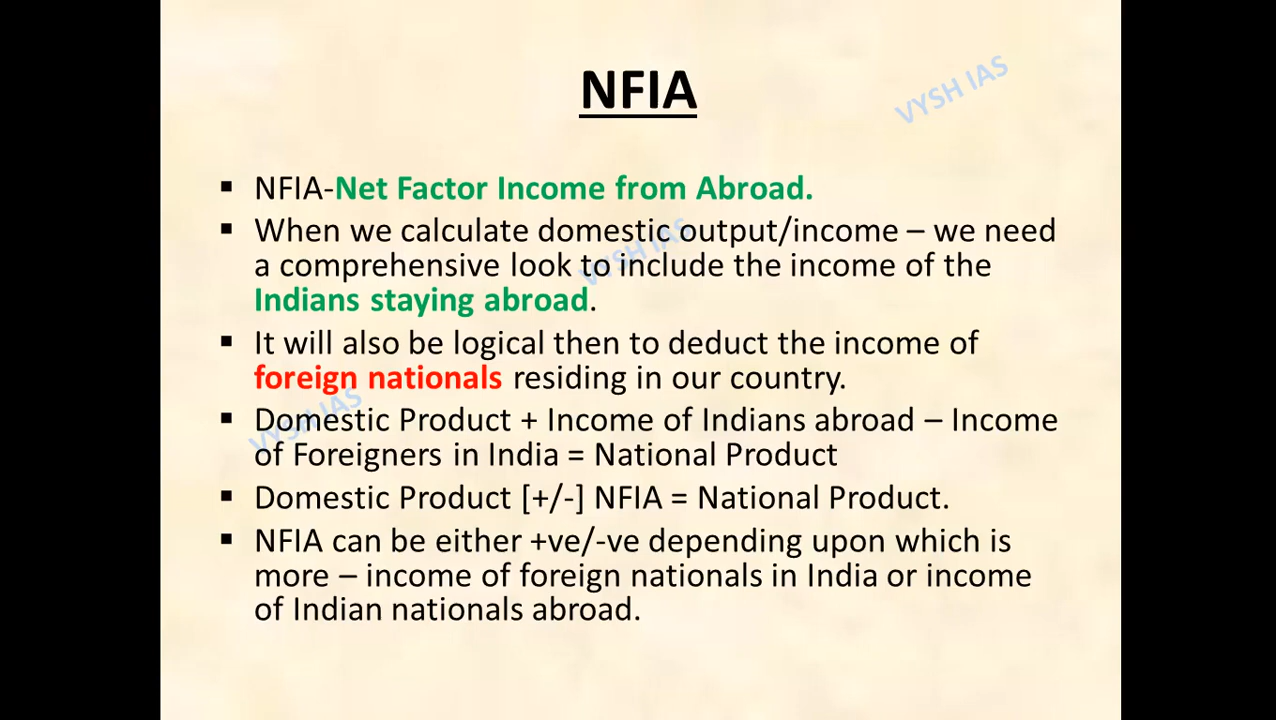 NFIA
VYSH IAS
▪ NFIA-Net Factor Income from Abroad.
▪ When we calculate domestic output/income – we need
a comprehensive look to include the income of the
Indians staying abroad.
VYSH IAS
▪ It will also be logical then to deduct the income of
foreign nationals residing in our country.
VYSH IAS
▪ Domestic Product + Income of Indians abroad – Income
of Foreigners in India = National Product
▪ Domestic Product [+/-] NFIA = National Product.
▪ NFIA can be either +ve/-ve depending upon which is
more – income of foreign nationals in India or income
of Indian nationals abroad.